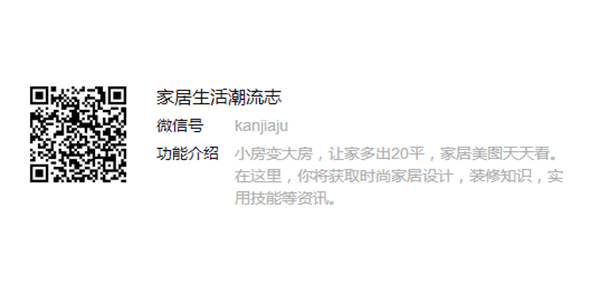 家居生活潮流志
微信号 kanjiaju
功能介绍 小房变大房，让家多出20平，家居美图天天看。
在这里，你将获取时尚家居设计，装修知识，实
用技能等资讯。